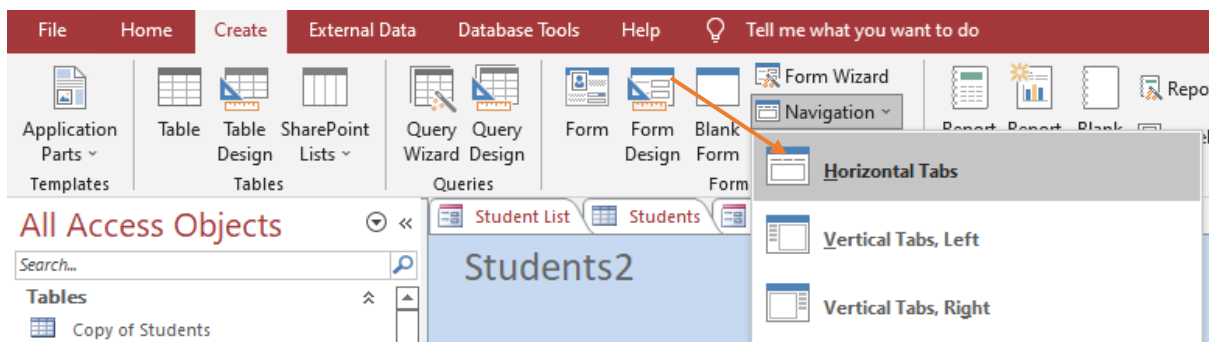 File Home Create External Data Database Tools Help Tell me what you want to do
Form Wizard
Navigation
Application Parts
Table
Table Design
SharePoint Lists
Query Wizard
Query Design
Form
Form Design
Blank Form
Report Report Blank
Templates Tables Queries Form
Horizontal Tabs
Vertical Tabs, Left
Vertical Tabs, Right
All Access Objects
Search...
Tables
Copy of Students
Student List Students
Students2